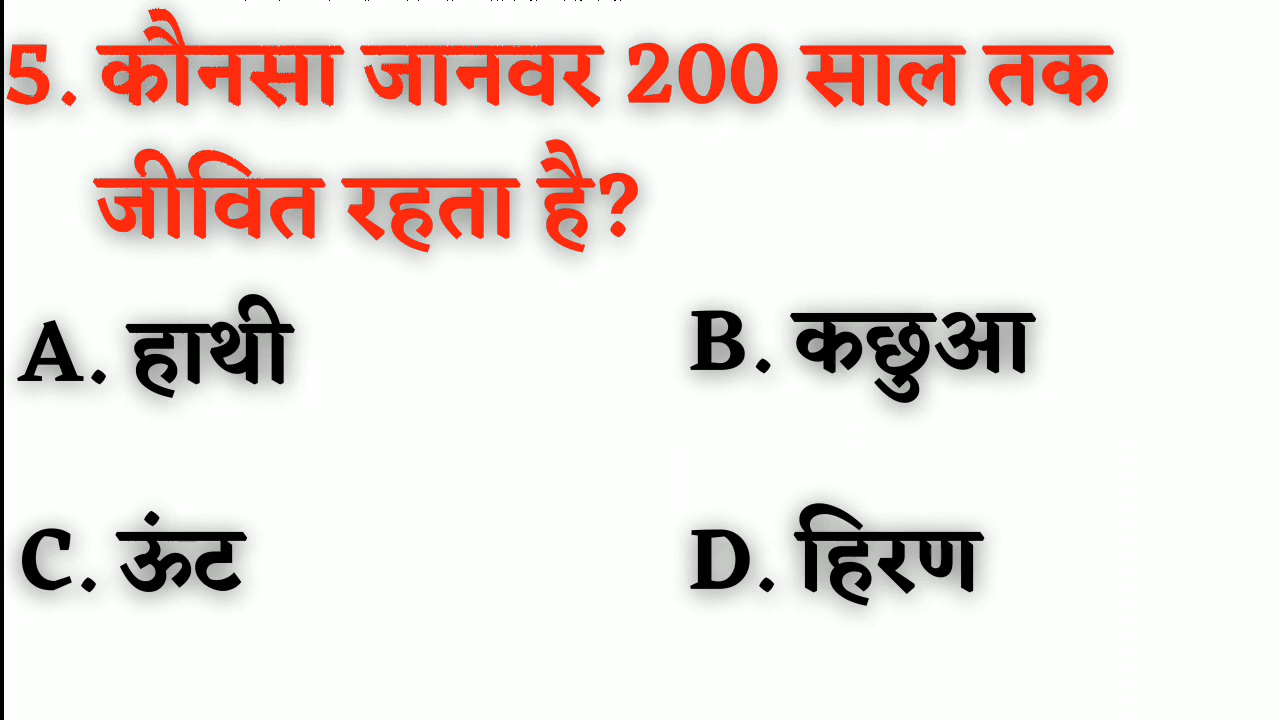 5. कौनसा जानवर 200 साल तक
जीवित रहता है?
A. हाथी
B. कछुआ
C. ऊंट
D. हिरण